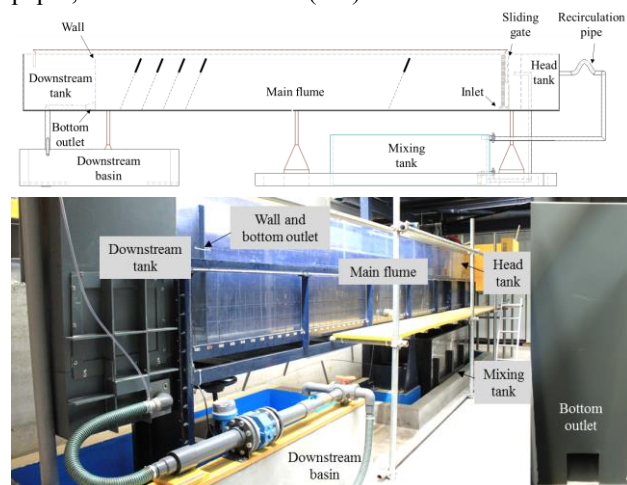 Wall
Sliding
gate
Recirculation
pipe
Downstream
tank
Main flume
Head
tank
Inlet
Bottom
outlet
Downstream
basin
Mixing
tank
Downstream
tank
Wall and
bottom outlet
Main flume
Head
tank
Mixing
tank
Downstream
basin
Bottom
outlet